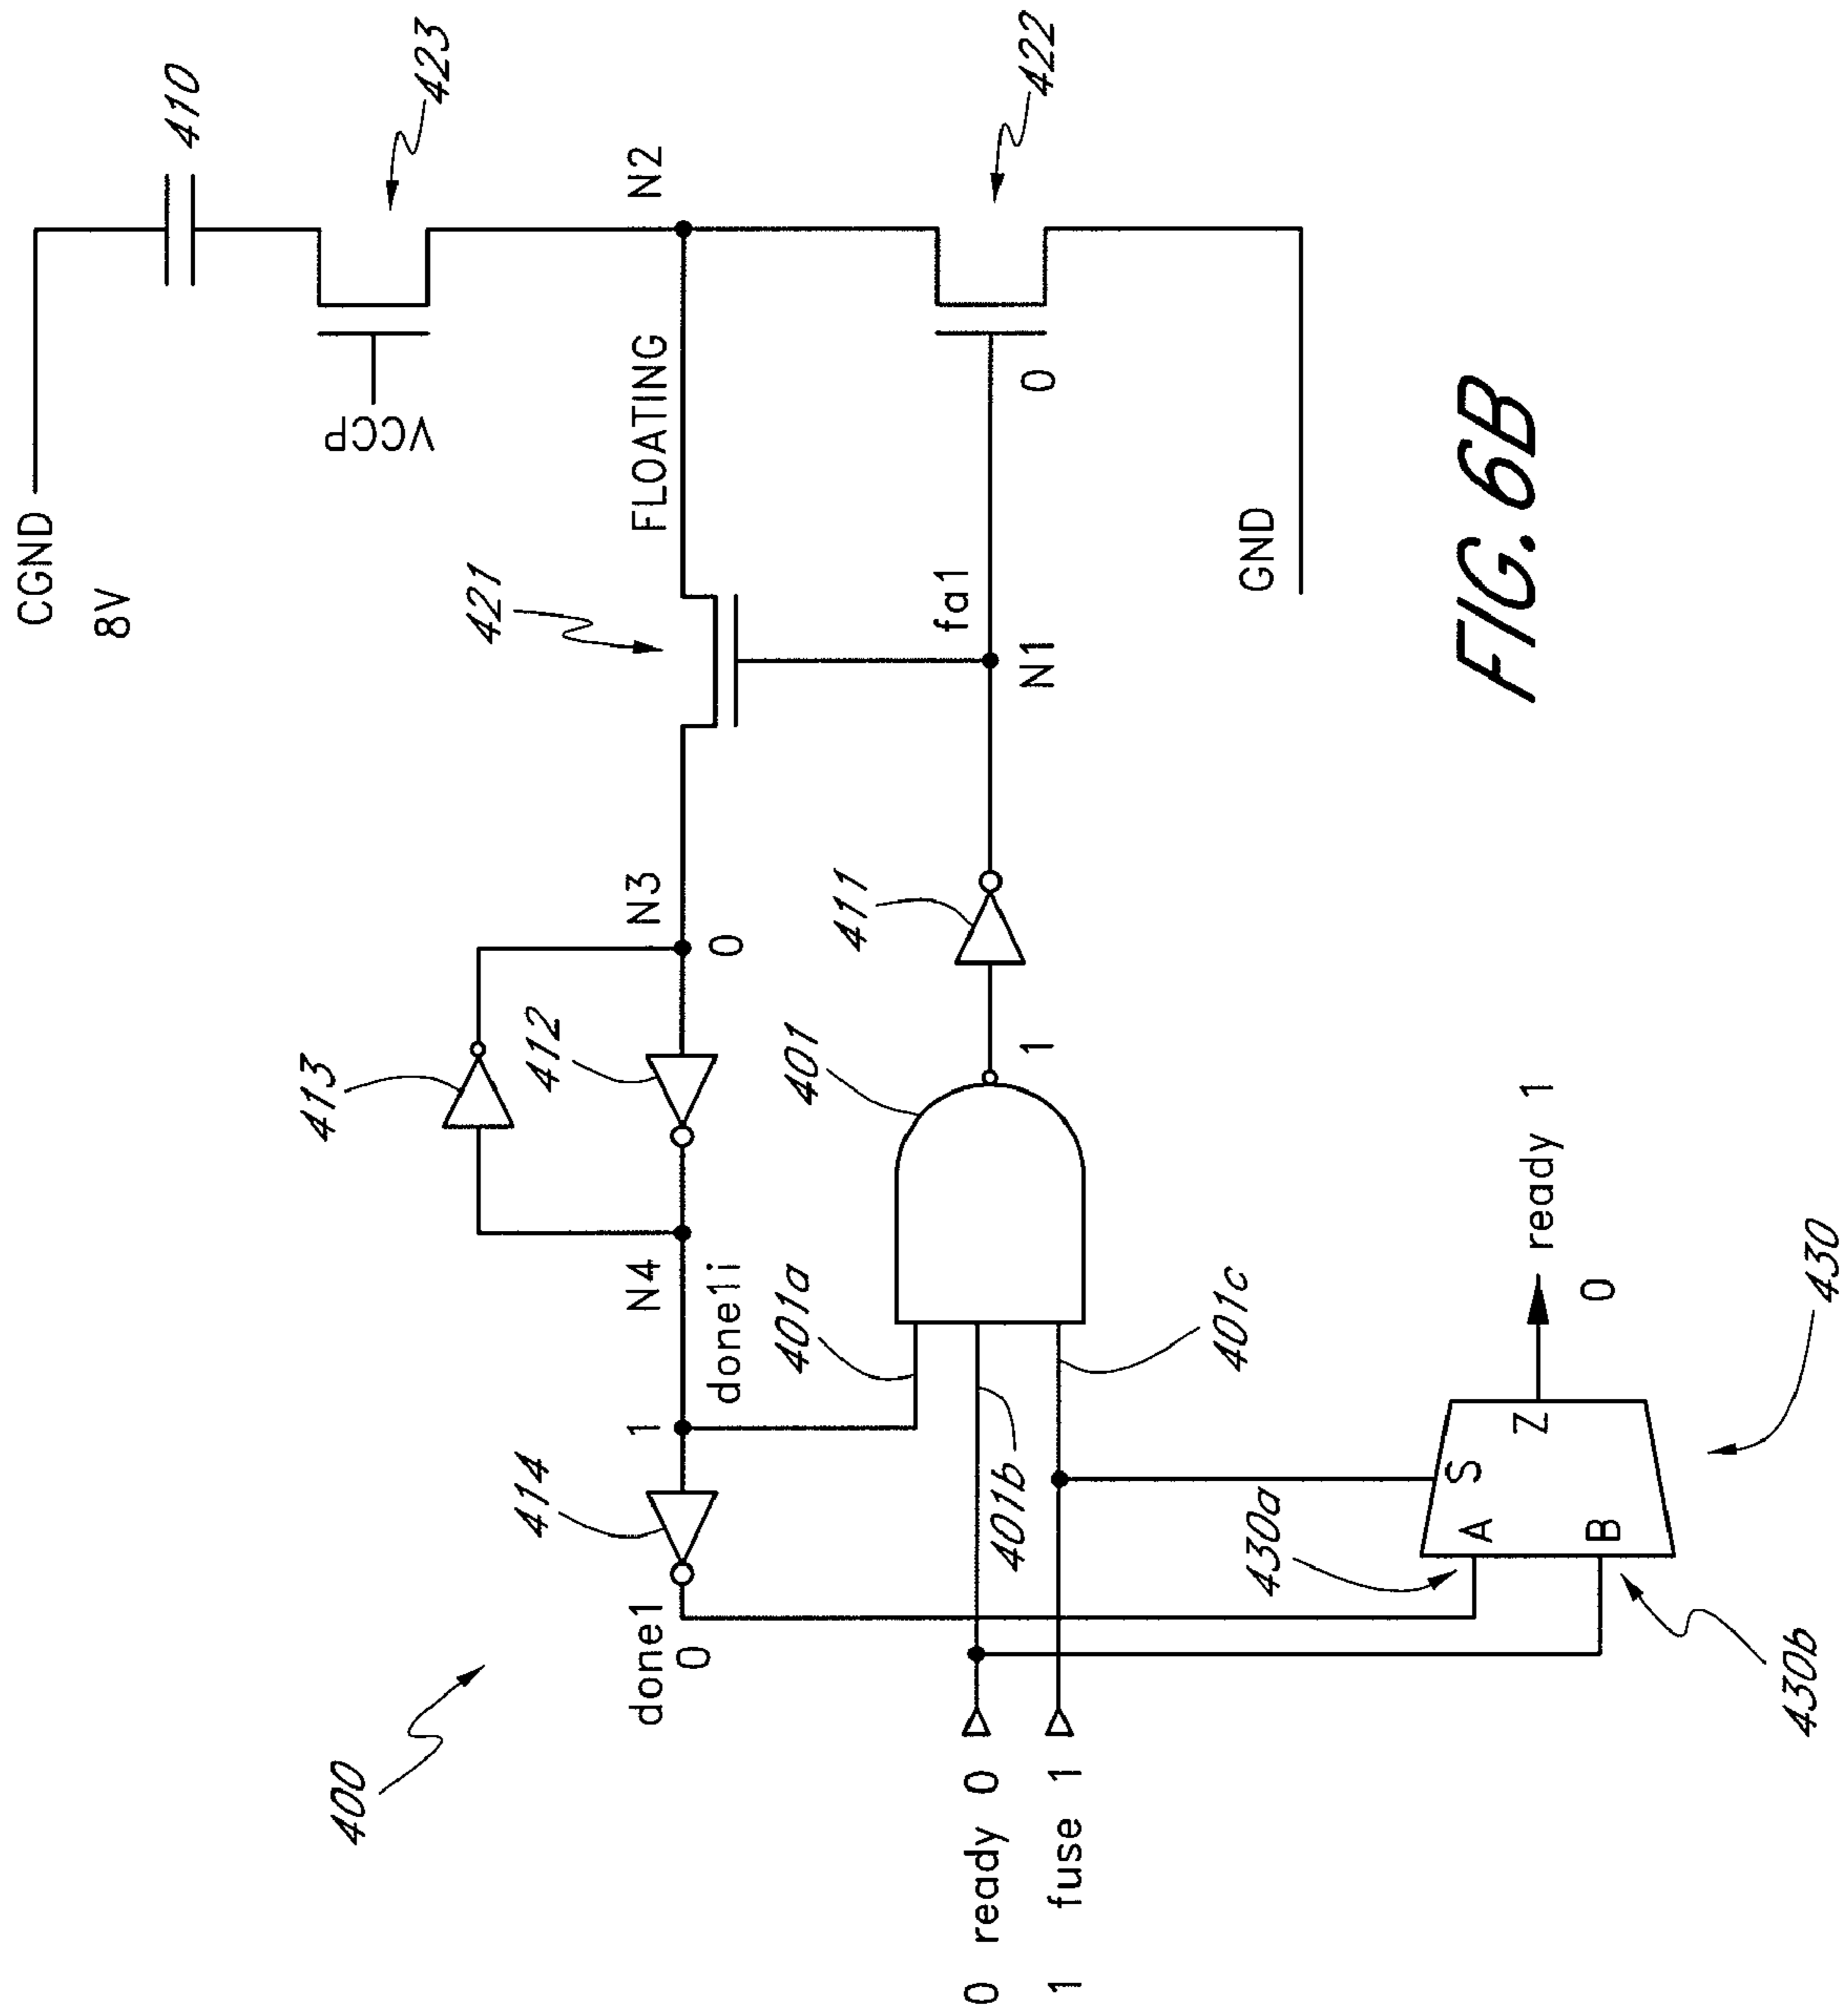 CGND
8V
410
400
413
VCCP
423
421
414
412
done1
1
N4
N3
FLOATING
N2
0
done1i
0
401a
401
411
fa1
0 ready 0
401b
1
N1
0
422
1 fuse 1
401c
GND
430a
S
A
Z
ready 1
FIG. 6B
B
0
430b
430